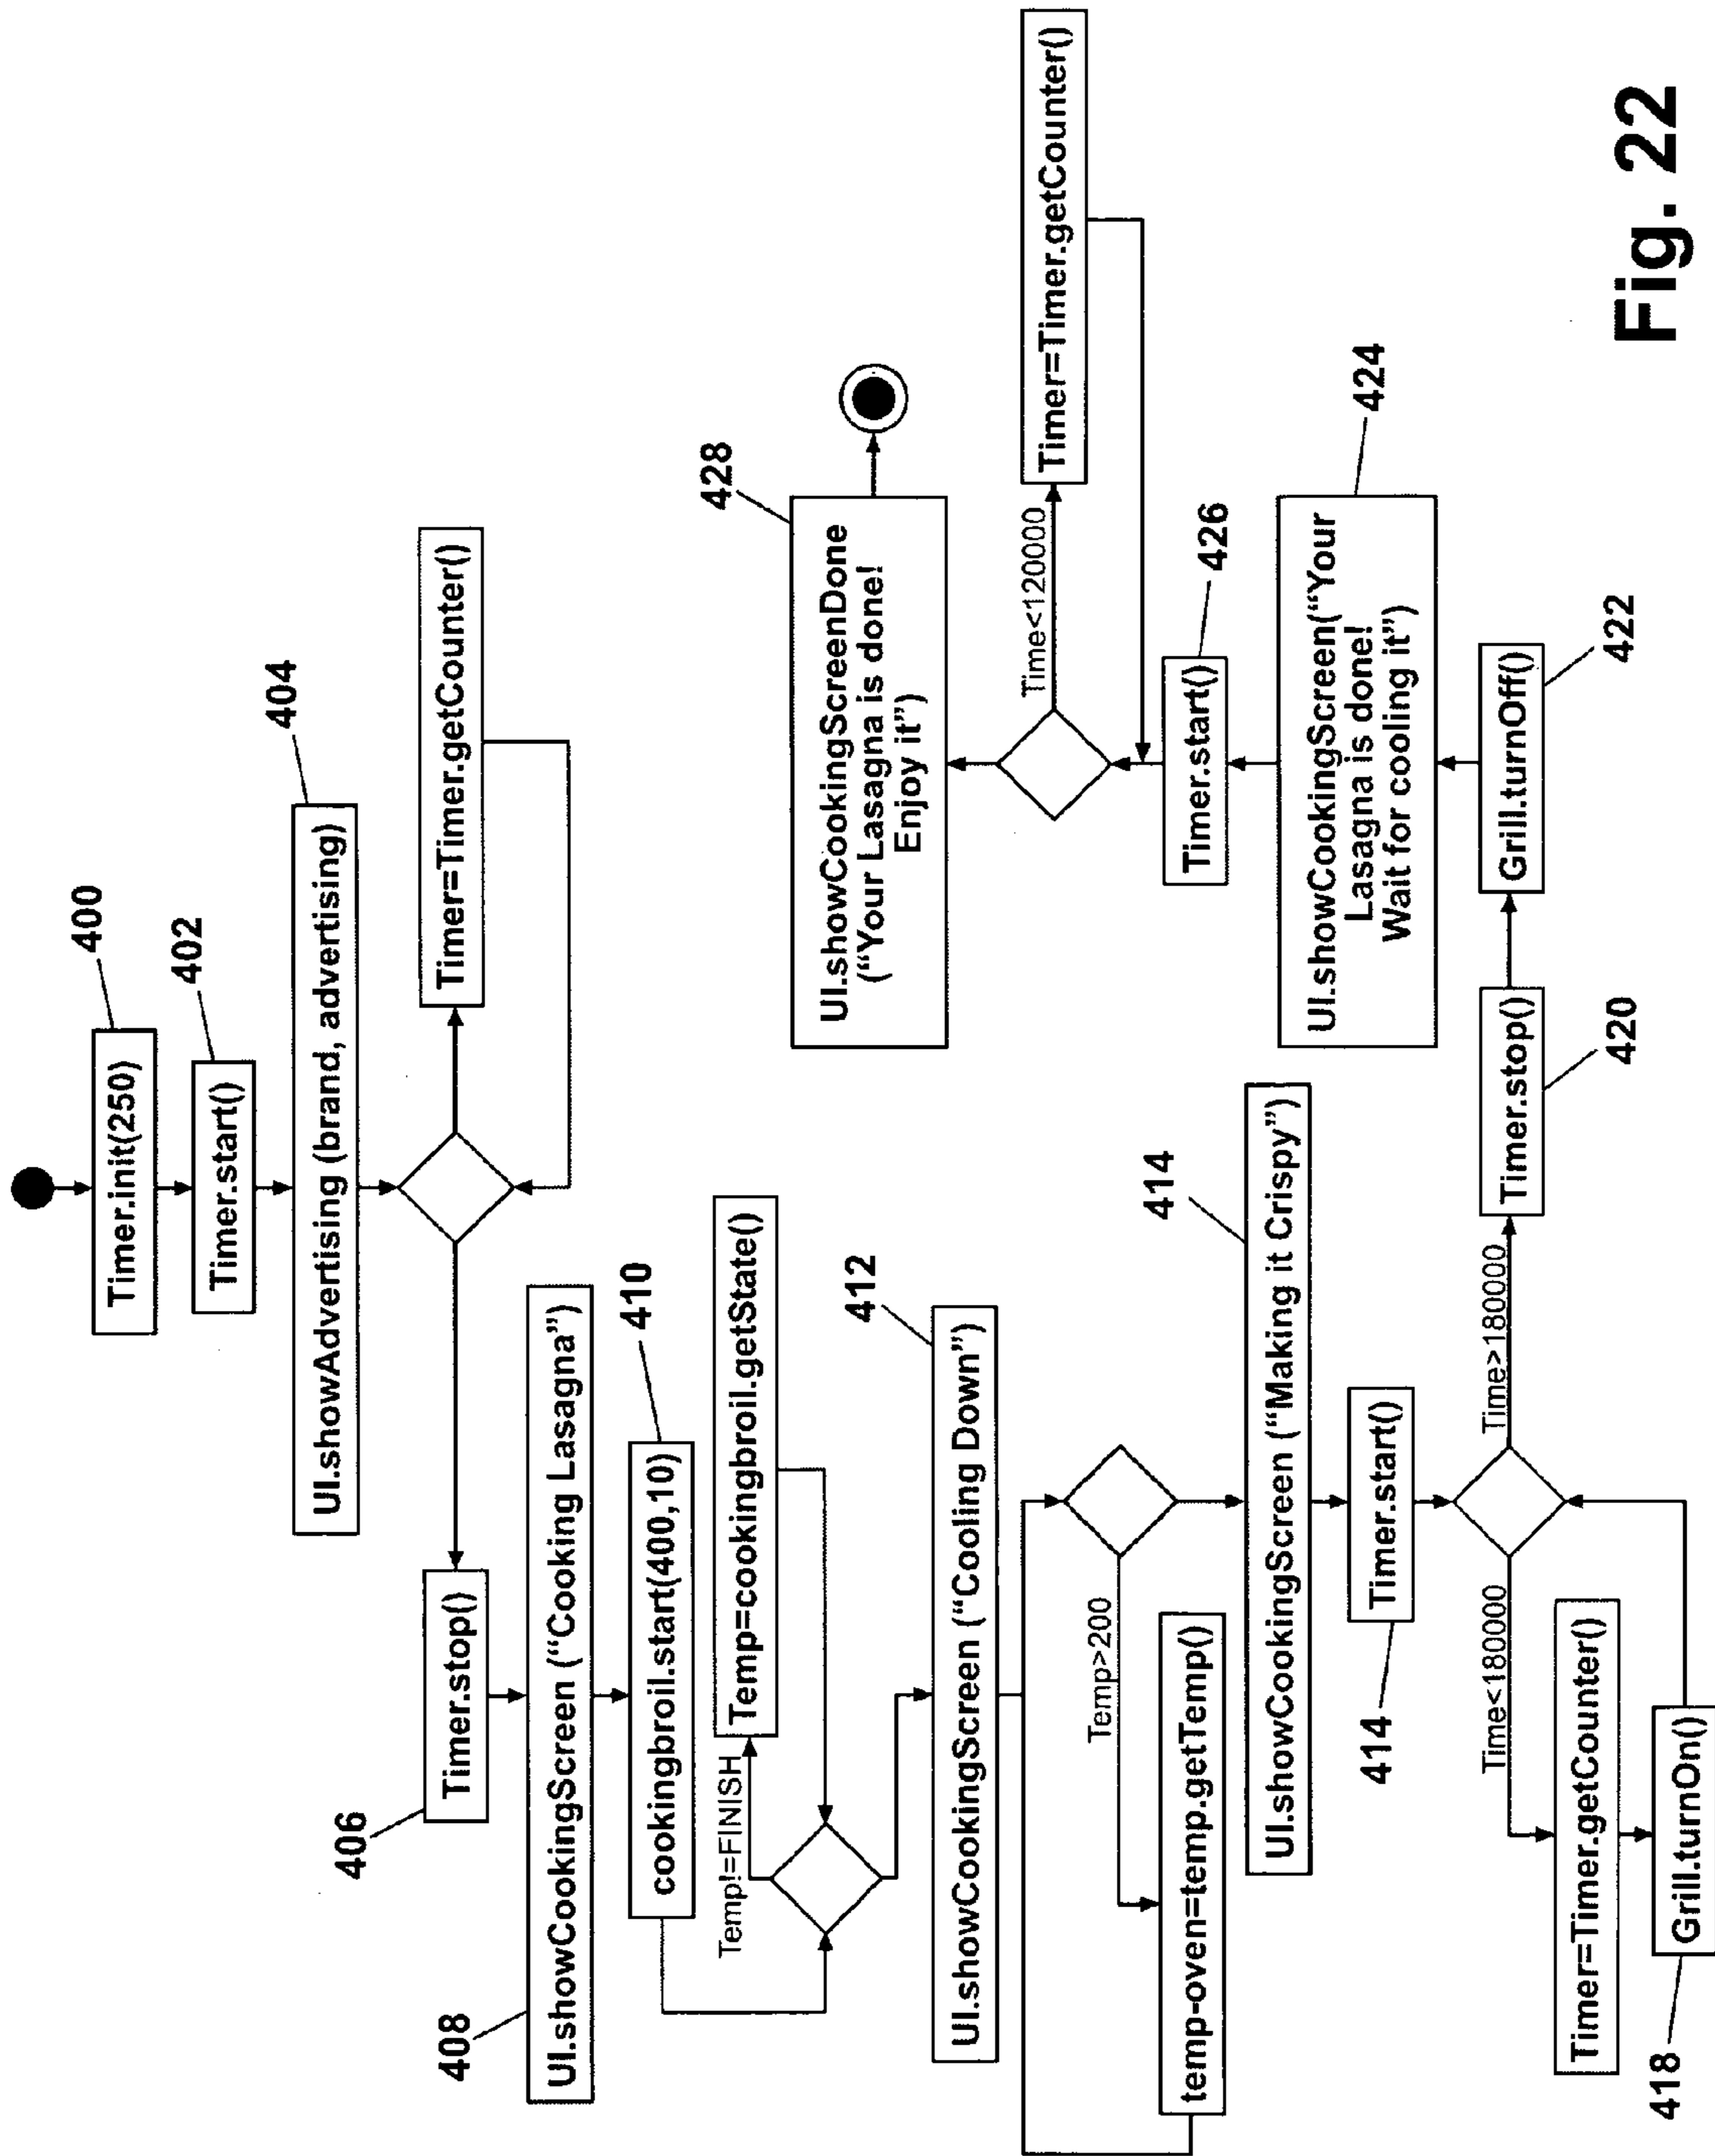 400
Timer.init(250)
402
Timer.start()
404
UI.showAdvertising (brand, advertising)
Timer=Timer.getCounter()
406
Timer.stop()
408
UI.showCookingScreen (“Cooking Lasagna”)
410
cookingbroil.start(400,10)
Temp!=FINISH
Temp=cookingbroil.getState()
412
UI.showCookingScreen (“Cooling Down”)
Temp>200
temp-oven=temp.getTemp()
414
UI.showCookingScreen (“Making it Crispy”)
414
Timer.start()
Time<180000
Time>180000
Timer=Timer.getCounter()
418
Grill.turnOn()
Timer.stop()
420
Grill.turnOff()
422
UI.showCookingScreen(“Your
Lasagna is done!
Wait for cooling it”)
424
Timer.start()
426
Time<120000
Timer=Timer.getCounter()
428
UI.showCookingScreenDone
(“Your Lasagna is done!
Enjoy it”)
Fig. 22